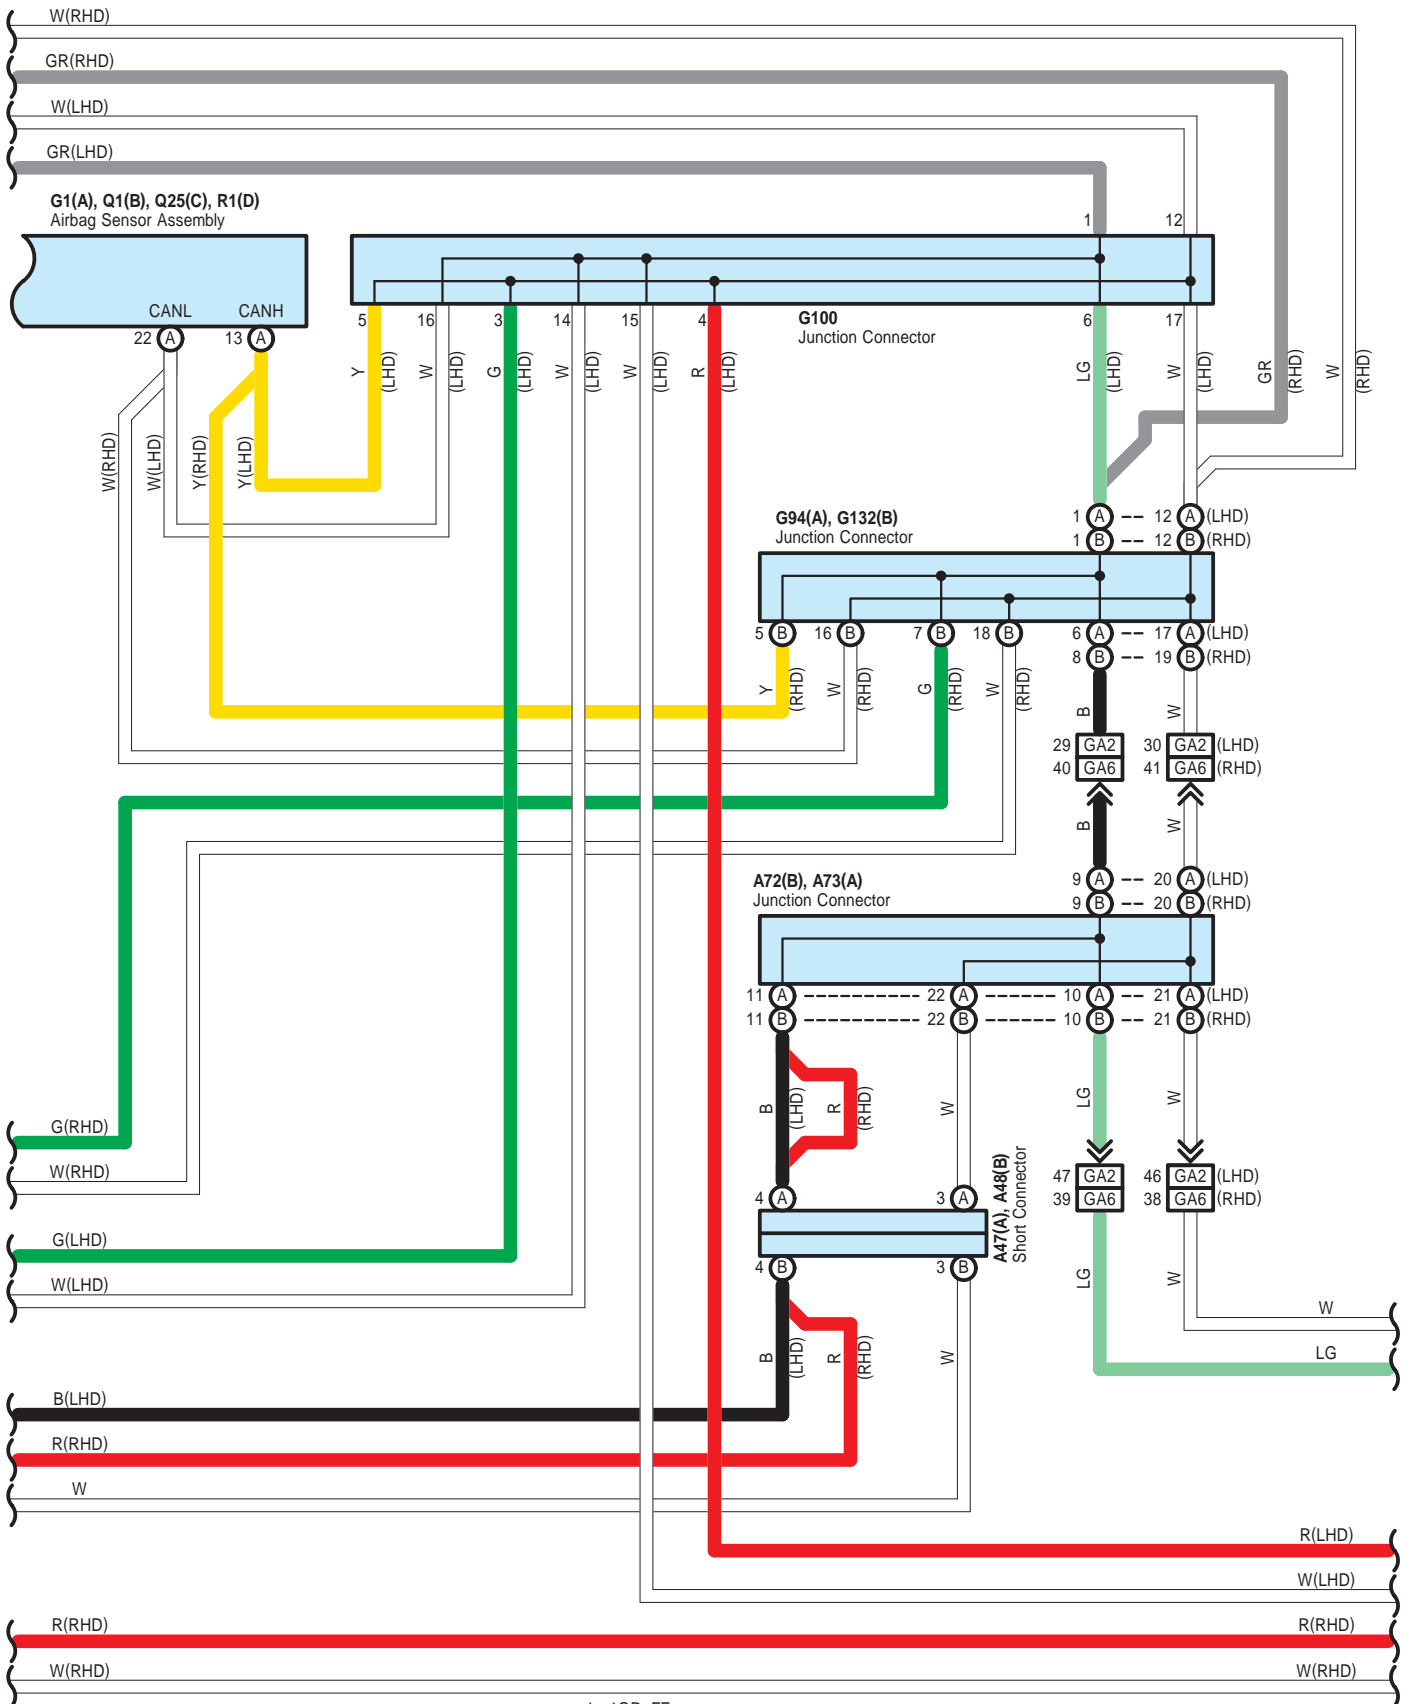 W(RHD)
GR(RHD)
W(LHD)
GR(LHD)
G1(A), Q1(B), Q25(C), R1(D)
Airbag Sensor Assembly
1 12
CANL CANH
22 A 13 A
5 16 3 14 15 4 6 17
G100
Junction Connector
Y (LHD) W (LHD) G (LHD) W (LHD) W (LHD) R (LHD) LG (LHD) W (LHD) GR (RHD) W (RHD)
W(RHD) W(LHD) Y(RHD) Y(LHD)
G94(A), G132(B)
Junction Connector
1 A 12 A (LHD)
1 B 12 B (RHD)
5 B 16 B 7 B 18 B 6 A 17 A (LHD)
8 B 19 B (RHD)
Y (RHD) W (RHD) G (RHD) W (RHD) B W
29 GA2 30 GA2 (LHD)
40 GA6 41 GA6 (RHD)
B W
A72(B), A73(A)
Junction Connector
9 A 20 A (LHD)
9 B 20 B (RHD)
11 A 22 A 10 A 21 A (LHD)
11 B 22 B 10 B 21 B (RHD)
B (LHD) R (RHD) W LG W
G(RHD)
W(RHD)
47 GA2 46 GA2 (LHD)
39 GA6 38 GA6 (RHD)
4 A 3 A
A47(A), A48(B)
Short Connector
4 B 3 B
G(LHD)
W(LHD)
LG W
W
LG
B (LHD) R (RHD) W
B(LHD)
R(RHD)
W
R(LHD)
W(LHD)
R(RHD) R(RHD)
W(RHD) W(RHD)